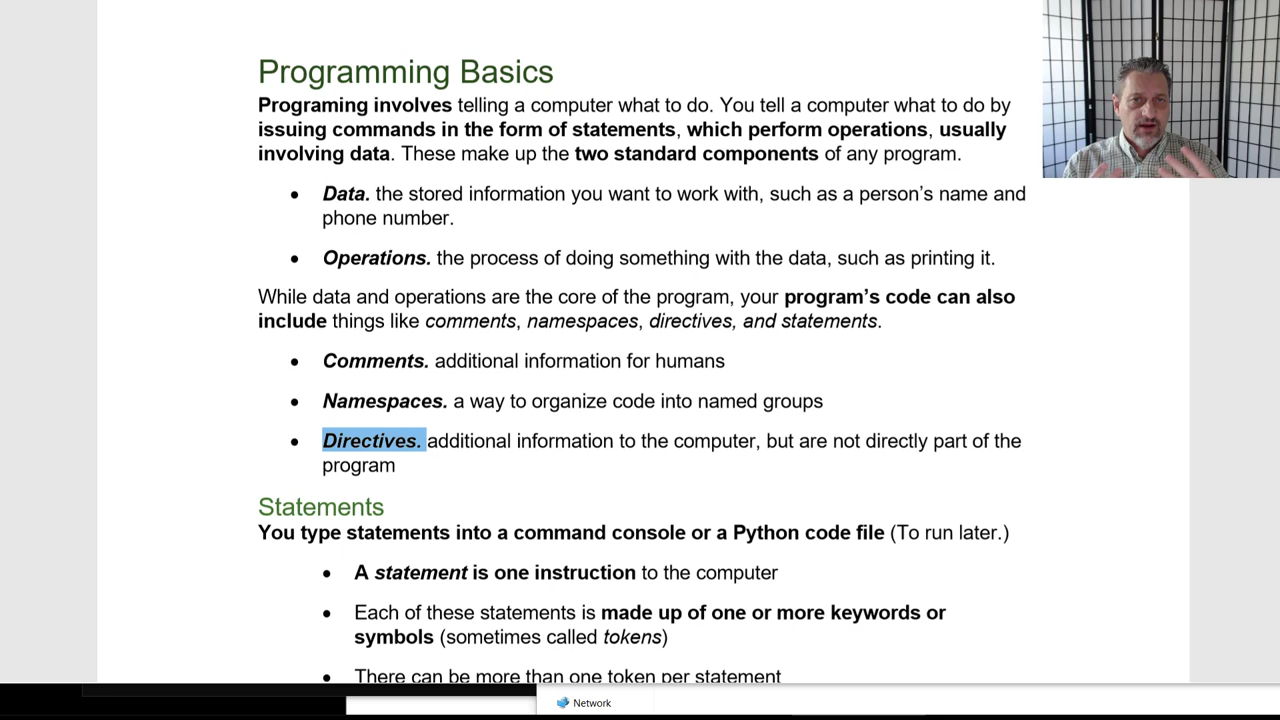 Programming Basics
Programing involves telling a computer what to do. You tell a computer what to do by
issuing commands in the form of statements, which perform operations, usually
involving data. These make up the two standard components of any program.
• Data. the stored information you want to work with, such as a person’s name and
phone number.
• Operations. the process of doing something with the data, such as printing it.
While data and operations are the core of the program, your program’s code can also
include things like comments, namespaces, directives, and statements.
• Comments. additional information for humans
• Namespaces. a way to organize code into named groups
• Directives. additional information to the computer, but are not directly part of the
program
Statements
You type statements into a command console or a Python code file (To run later.)
• A statement is one instruction to the computer
• Each of these statements is made up of one or more keywords or
symbols (sometimes called tokens)
• There can be more than one token per statement
Network